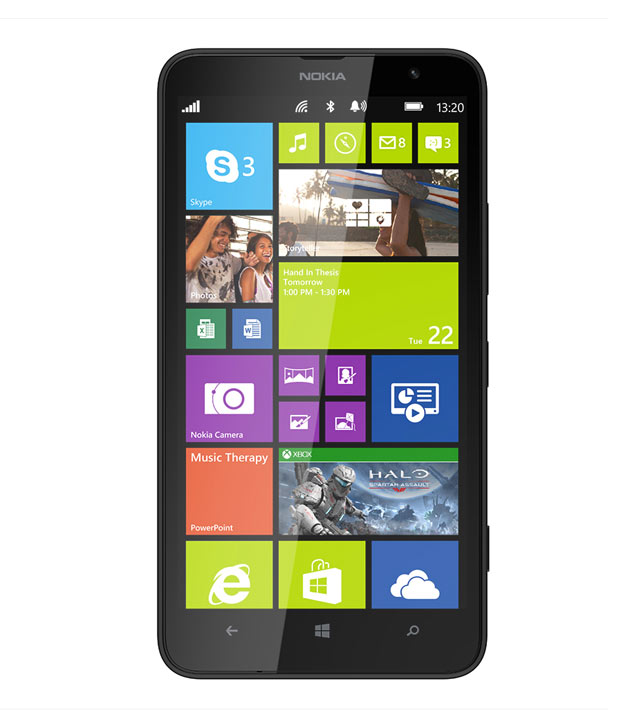 NOKIA
13:20
3
8
3
Skype
Storyteller
Photos
Hand In Thesis
Tomorrow
1:00 PM - 1:30 PM
Tue 22
X
W
Nokia Camera
Music Therapy
PowerPoint
XBOX
HALO
SPARTAN ASSAULT